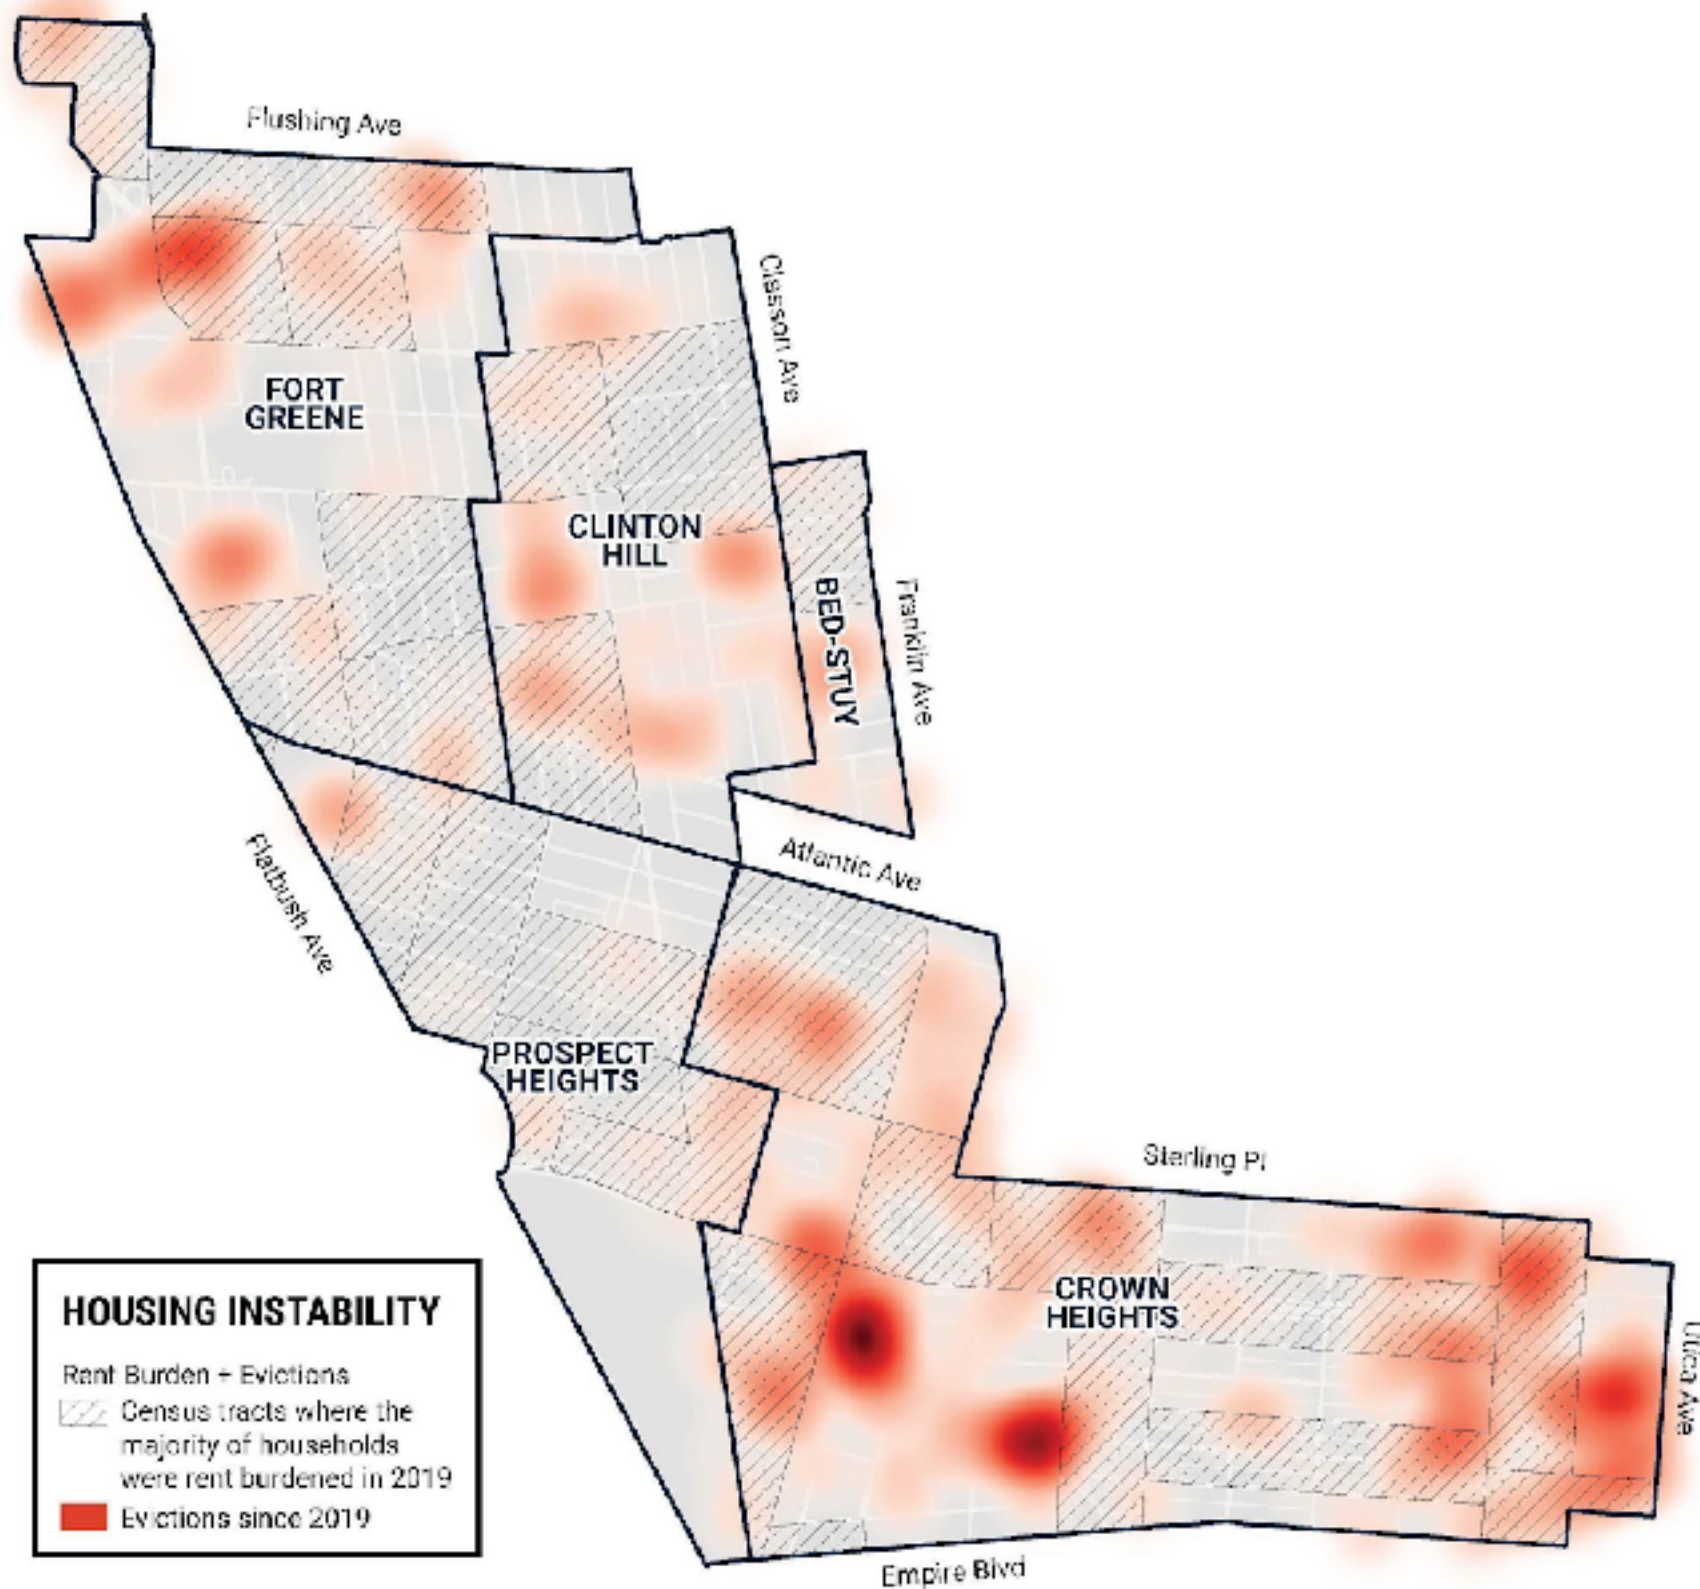 Flushing Ave
Classon Ave
FORT
GREENE
CLINTON
HILL
BED-STUY
Franklin Ave
Atlantic Ave
Flatbush Ave
PROSPECT
HEIGHTS
Sterling Pl
CROWN
HEIGHTS
Utica Ave
Empire Blvd
HOUSING INSTABILITY
Rent Burden + Evictions
Census tracts where the
majority of households
were rent burdened in 2019
Evictions since 2019